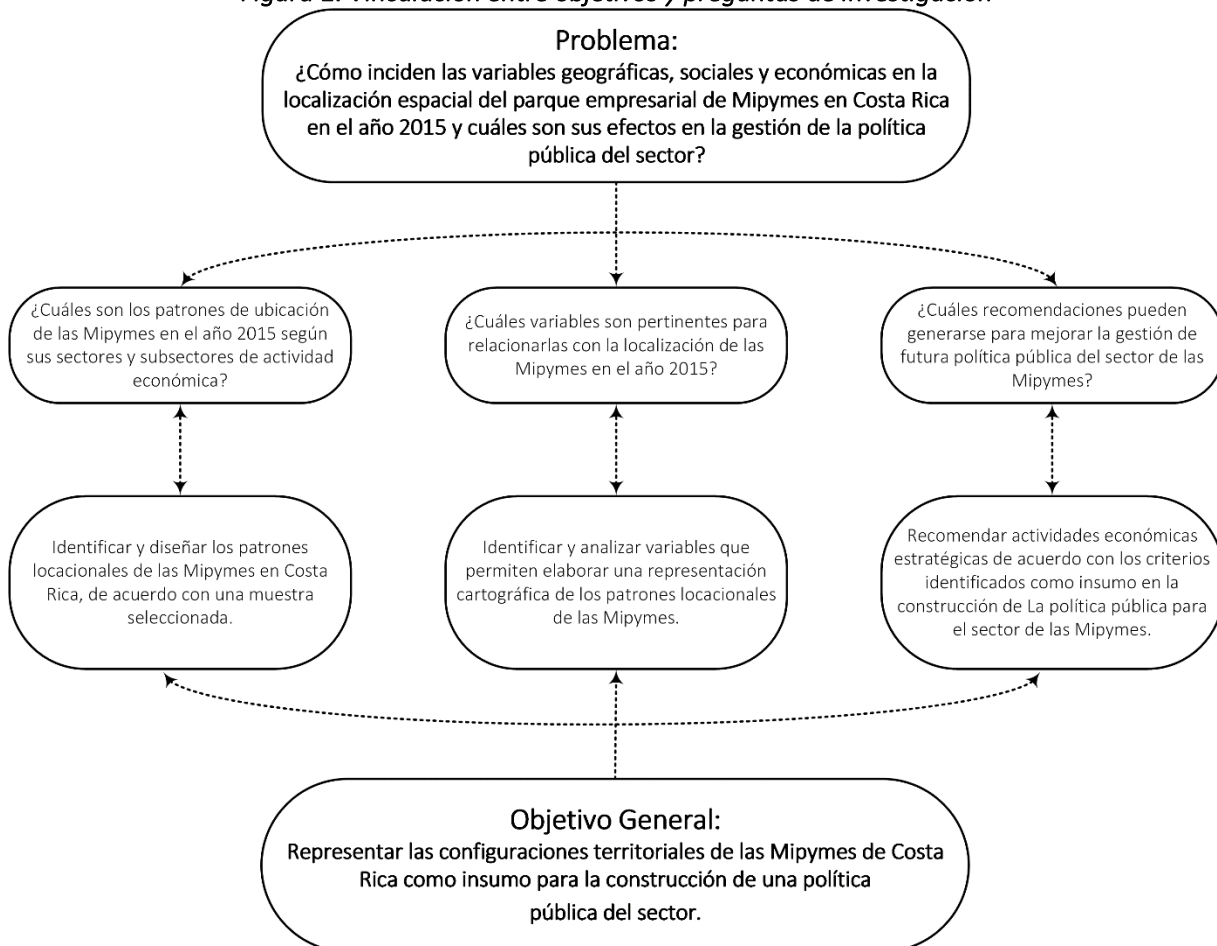 Figura 2. Vinculación entre objetivos y preguntas de investigación
Problema:
¿Cómo inciden las variables geográficas, sociales y económicas en la
localización espacial del parque empresarial de Mipymes en Costa Rica
en el año 2015 y cuáles son sus efectos en la gestión de la política
pública del sector?
¿Cuáles son los patrones de ubicación
de las Mipymes en el año 2015 según
sus sectores y subsectores de actividad
económica?
¿Cuáles variables son pertinentes para
relacionarlas con la localización de las
Mipymes en el año 2015?
¿Cuáles recomendaciones pueden
generarse para mejorar la gestión de
futura política pública del sector de las
Mipymes?
Identificar y diseñar los patrones
locacionales de las Mipymes en Costa
Rica, de acuerdo con una muestra
seleccionada.
Identificar y analizar variables que
permiten elaborar una representación
cartográfica de los patrones locacionales
de las Mipymes.
Recomendar actividades económicas
estratégicas de acuerdo con los criterios
identificados como insumo en la
construcción de La política pública para
el sector de las Mipymes.
Objetivo General:
Representar las configuraciones territoriales de las Mipymes de Costa
Rica como insumo para la construcción de una política
pública del sector.